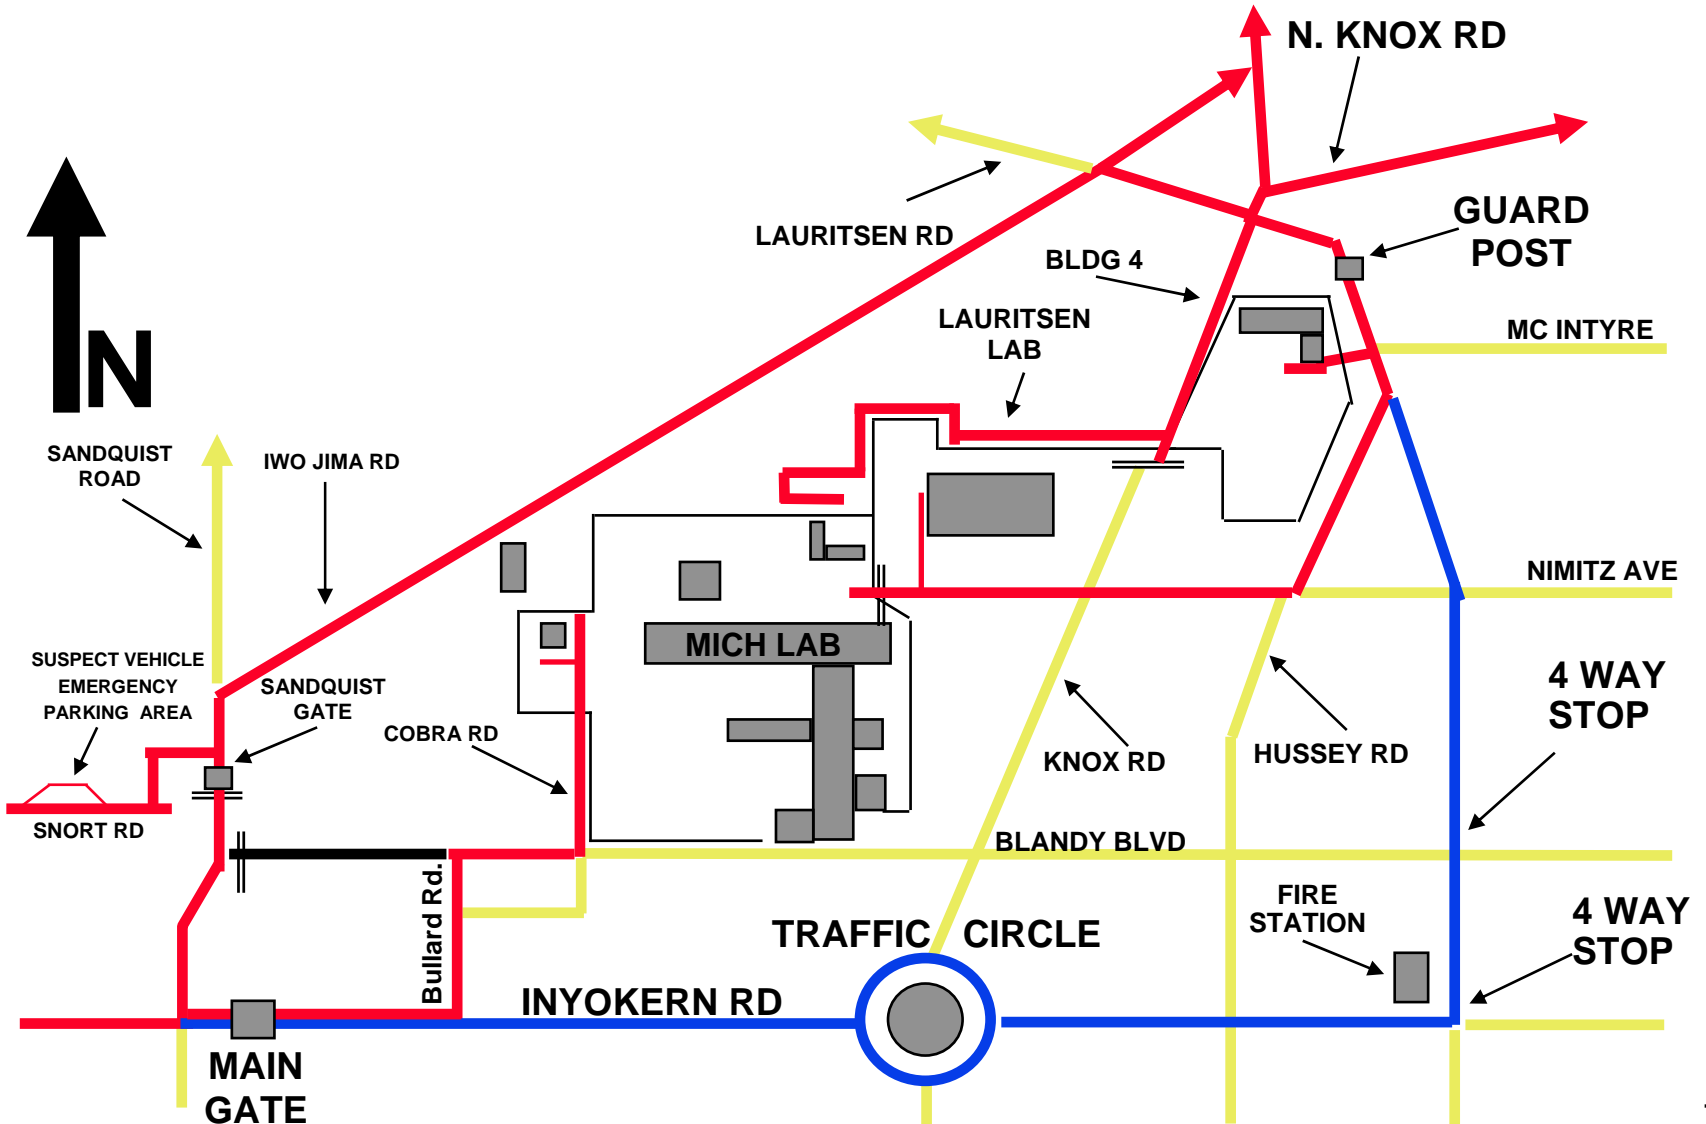 N. KNOX RD
GUARD
POST
LAURITSEN RD
BLDG 4
LAURITSEN
LAB
MC INTYRE
N
SANDQUIST
ROAD
IWO JIMA RD
NIMITZ AVE
MICH LAB
SUSPECT VEHICLE
EMERGENCY
PARKING AREA
SANDQUIST
GATE
COBRA RD
KNOX RD
HUSSEY RD
4 WAY
STOP
SNORT RD
BLANDY BLVD
Bullard Rd.
FIRE
STATION
TRAFFIC CIRCLE
4 WAY
STOP
INYOKERN RD
MAIN
GATE